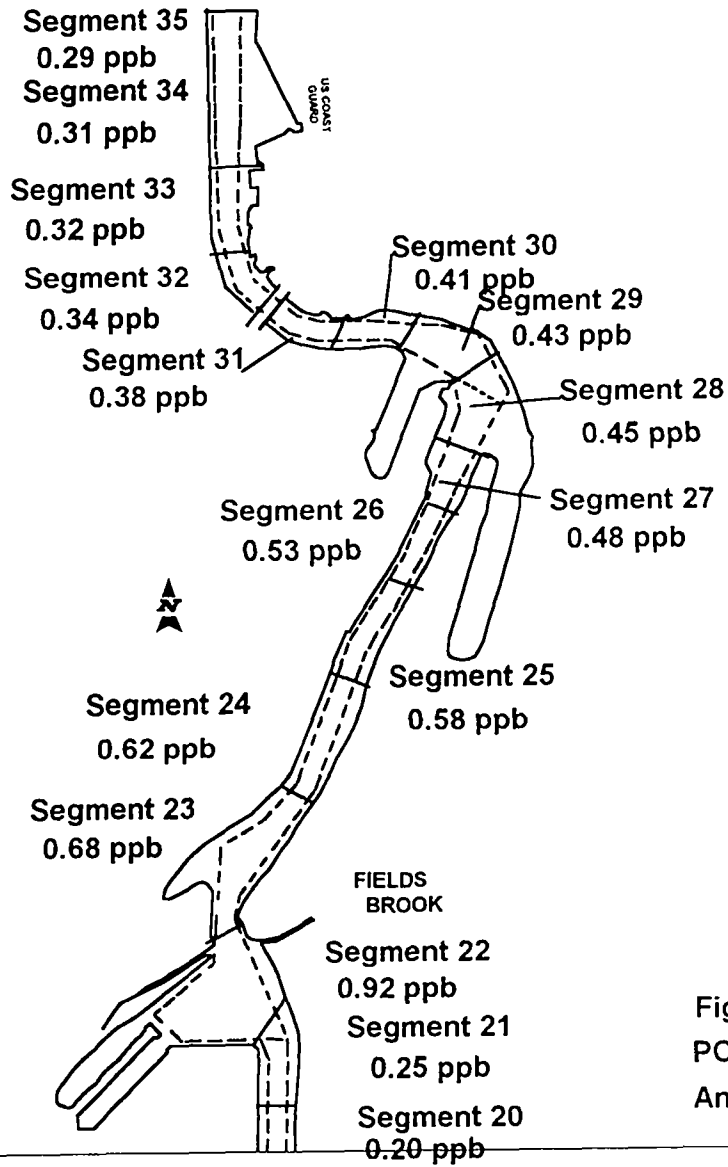 Segment 35
0.29 ppb
Segment 34
0.31 ppb
US COAST
GUARD
Segment 33
0.32 ppb
Segment 32
0.34 ppb
Segment 31
0.38 ppb
Segment 30
0.41 ppb
Segment 29
0.43 ppb
Segment 28
0.45 ppb
Segment 27
0.48 ppb
Segment 26
0.53 ppb
N
Segment 25
0.58 ppb
Segment 24
0.62 ppb
Segment 23
0.68 ppb
FIELDS
BROOK
Segment 22
0.92 ppb
Segment 21
0.25 ppb
Segment 20
0.20 ppb
Fig
PC
An